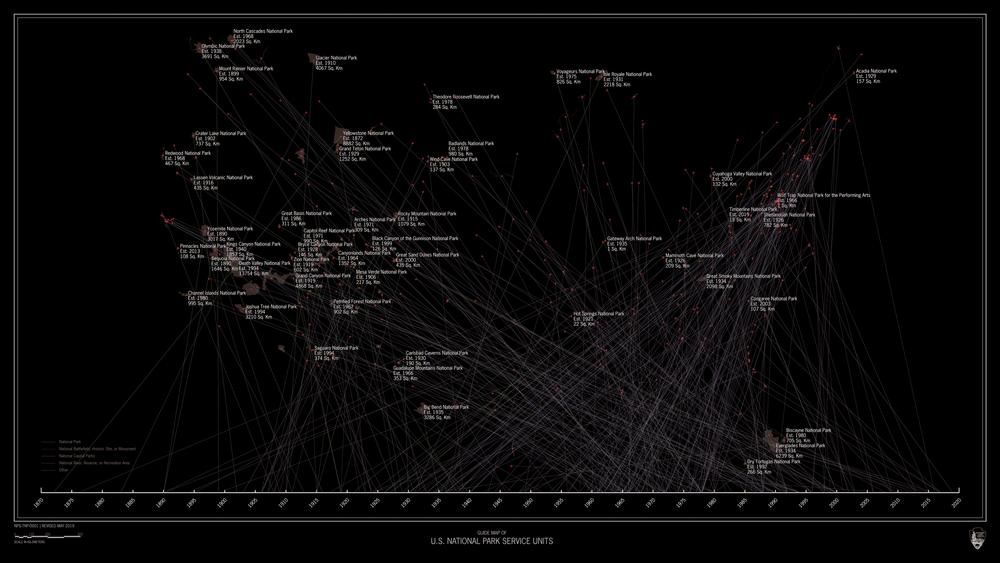 North Cascades National Park
Est. 1968
2023 Sq. Km
Olympic National Park
Est. 1938
3691 Sq. Km
Mount Rainier National Park
Est. 1899
954 Sq. Km
Glacier National Park
Est. 1910
4067 Sq. Km
Voyageurs National Park
Est. 1975
826 Sq. Km
Isle Royale National Park
Est. 1931
2218 Sq. Km
Acadia National Park
Est. 1929
157 Sq. Km
Theodore Roosevelt National Park
Est. 1978
284 Sq. Km
Crater Lake National Park
Est. 1902
737 Sq. Km
Yellowstone National Park
Est. 1872
8882 Sq. Km
Grand Teton National Park
Est. 1929
1252 Sq. Km
Badlands National Park
Est. 1978
980 Sq. Km
Wind Cave National Park
Est. 1903
137 Sq. Km
Redwood National Park
Est. 1968
467 Sq. Km
Lassen Volcanic National Park
Est. 1916
435 Sq. Km
Cuyahoga Valley National Park
Est. 2000
132 Sq. Km
Wolf Trap National Park for the Performing Arts
Est. 1966
Sq. Km
Timberline National Park
Est. 2019
13 Sq. Km
Shenandoah National Park
Est. 1926
782 Sq. Km
Great Basin National Park
Est. 1986
311 Sq. Km
Arches National Park
Est. 1971
309 Sq. Km
Rocky Mountain National Park
Est. 1915
1079 Sq. Km
Yosemite National Park
Est. 1890
3017 Sq. Km
Capitol Reef National Park
Est. 1971
Black Canyon of the Gunnison National Park
Est. 1999
126 Sq. Km
Gateway Arch National Park
Est. 1935
1 Sq. Km
Pinnacles National Park
Est. 2013
108 Sq. Km
Kings Canyon National Park
Est. 1940
Bryce Canyon National Park
Est. 1928
146 Sq. Km
Canyonlands National Park
Est. 1964
1352 Sq. Km
Great Sand Dunes National Park
Est. 2000
435 Sq. Km
Mammoth Cave National Park
Est. 1926
209 Sq. Km
Sequoia National Park
Est. 1890
1646 Sq. Km
Death Valley National Park
Est. 1994
13754 Sq. Km
Zion National Park
Est. 1919
602 Sq. Km
Mesa Verde National Park
Est. 1906
217 Sq. Km
Grand Canyon National Park
Est. 1919
4868 Sq. Km
Great Smoky Mountains National Park
Est. 1934
2098 Sq. Km
Channel Islands National Park
Est. 1980
995 Sq. Km
Joshua Tree National Park
Est. 1994
3210 Sq. Km
Petrified Forest National Park
Est. 1962
902 Sq. Km
Hot Springs National Park
Est. 1921
22 Sq. Km
Congaree National Park
Est. 2003
107 Sq. Km
Saguaro National Park
Est. 1994
374 Sq. Km
Carlsbad Caverns National Park
Est. 1930
190 Sq. Km
Guadalupe Mountains National Park
Est. 1966
353 Sq. Km
Big Bend National Park
Est. 1935
3286 Sq. Km
Biscayne National Park
Est. 1980
705 Sq. Km
Everglades National Park
Est. 1934
6239 Sq. Km
Dry Tortugas National Park
Est. 1992
266 Sq. Km
National Park
National Battlefield, Historic Site, or Monument
National Capital Parks
National River, Reserve, or Recreation Area
Other
1870 1875 1880 1885 1890 1895 1900 1905 1910 1915 1920 1925 1930 1935 1940 1945 1950 1955 1960 1965 1970 1975 1980 1985 1990 1995 2000 2005 2010 2015 2020
REVISED MAY 2019
SCALE IN KILOMETERS
GUIDE MAP OF
U.S. NATIONAL PARK SERVICE UNITS